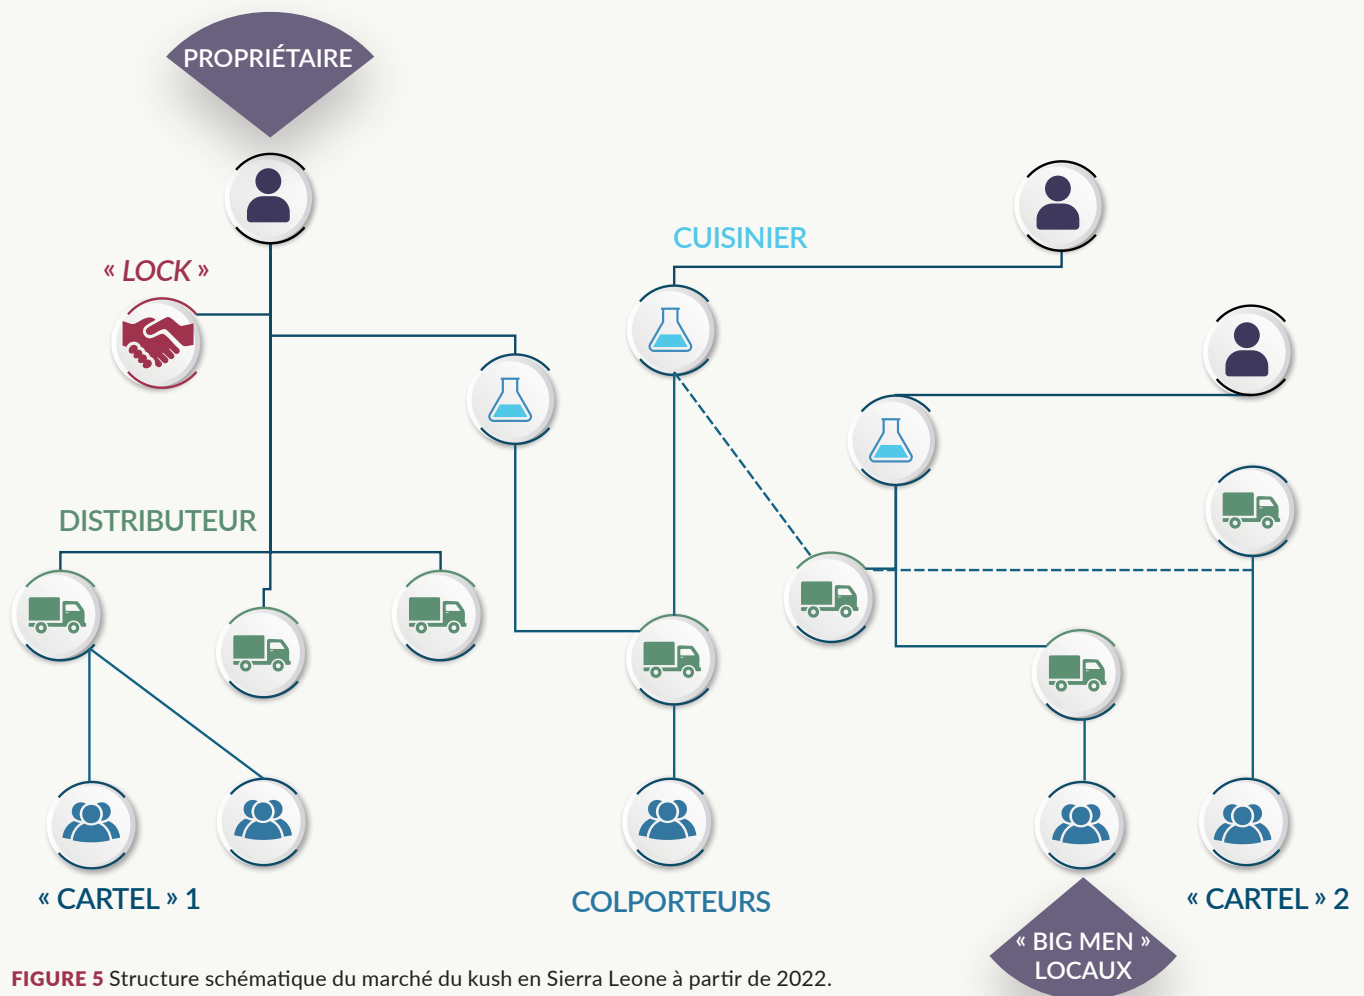 PROPRIÉTAIRE
CUISINIER
« LOCK »
DISTRIBUTEUR
« CARTEL » 1
COLPORTEURS
« CARTEL » 2
« BIG MEN »
LOCAUX
FIGURE 5 Structure schématique du marché du kush en Sierra Leone à partir de 2022.